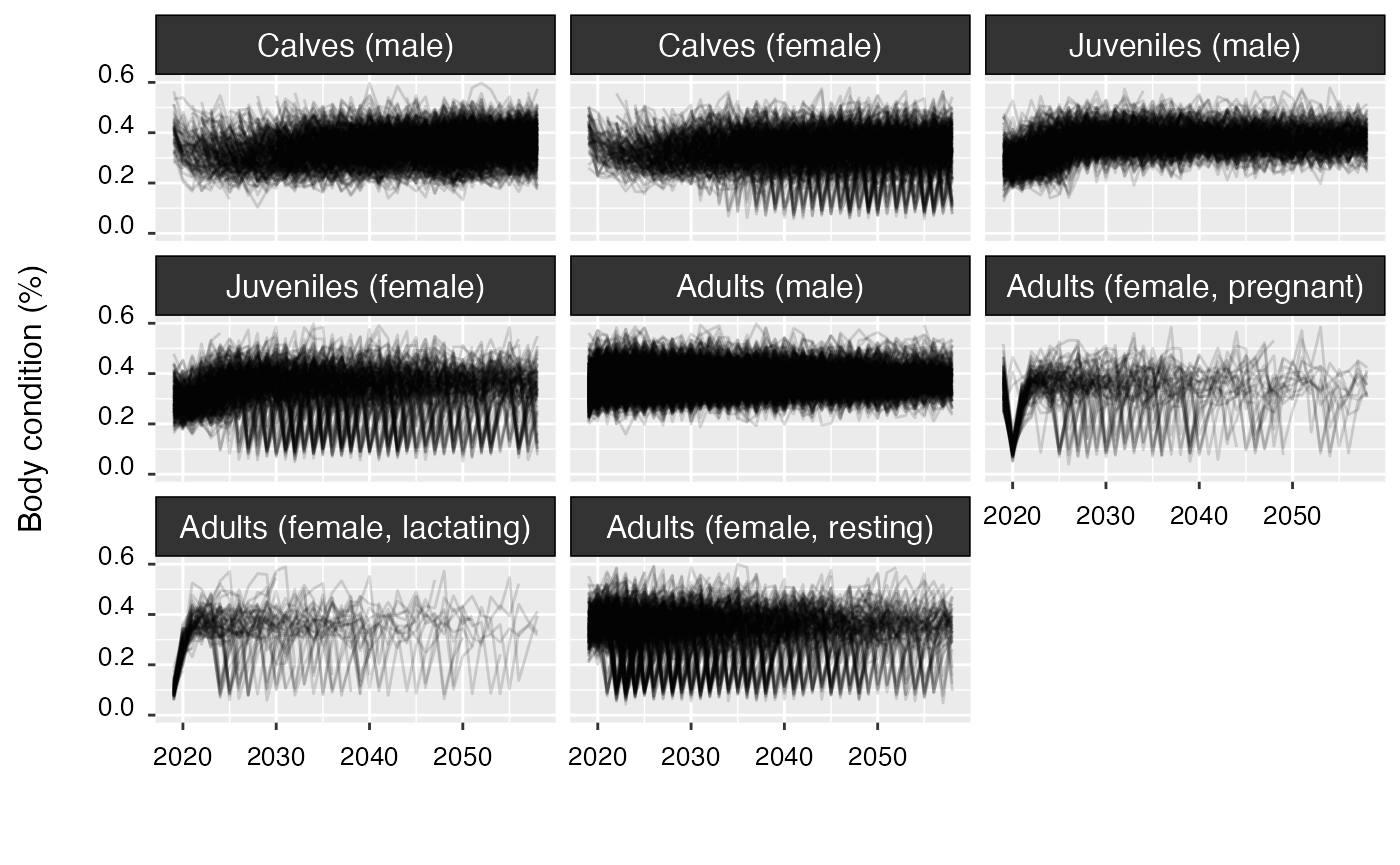 Calves (male)
Calves (female)
Juveniles (male)
0.6
0.4
0.2
0.0
Juveniles (female)
Adults (male)
Adults (female, pregnant)
0.6
0.4
0.2
0.0
2020 2030 2040 2050
Adults (female, lactating)
Adults (female, resting)
0.6
0.4
0.2
0.0
2020 2030 2040 2050
2020 2030 2040 2050
Body condition (%)